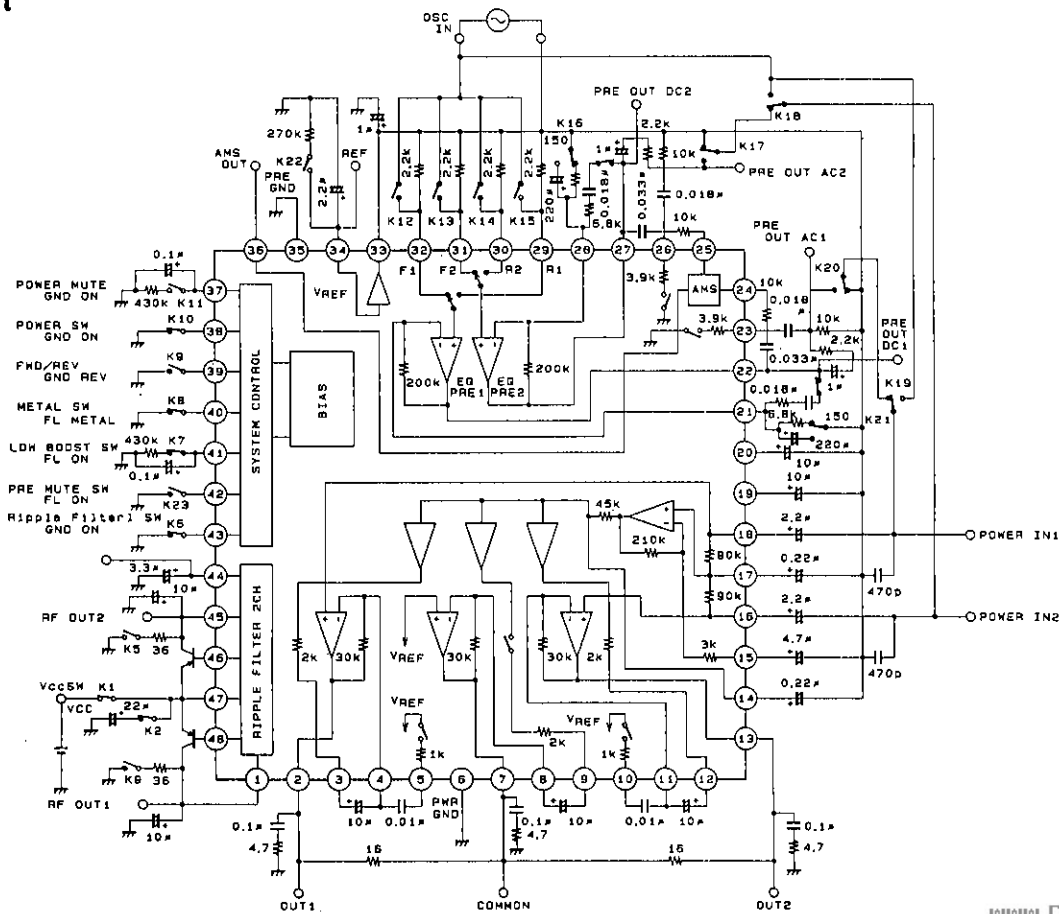 OSC
IN
PRE OUT DC2
K18
K16
150
2.2k
K17
10k
PRE OUT AC2
1μ
270k
K22
REF
AMS
OUT
PRE
GND
2.2μ
2.2k
2.2k
2.2k
2.2k
K12
K13
K14
K15
220μ
0.018μ
6.8k
1μ
0.033μ
0.018μ
10k
PRE
OUT AC1
36
35
34
33
32
31
30
29
28
27
26
25
F1
F2
R2
R1
VREF
3.9k
AMS
24
10k
0.018
K20
0.1μ
POWER MUTE
GND ON
430k
K11
37
POWER SW
GND ON
K10
38
3.9k
23
10k
2.2k
PRE
OUT
DC1
FWD/REV
GND REV
K9
39
200k
EQ
PRE1
EQ
PRE2
200k
22
0.033μ
1μ
0.018μ
K19
METAL SW
FL METAL
K8
40
SYSTEM CONTROL
BIAS
21
6.8k
150
K21
220μ
LOW BOOST SW
FL ON
430k
K7
0.1μ
41
20
10μ
PRE MUTE SW
FL ON
K23
42
19
10μ
Ripple Filter1 SW
GND ON
K6
43
45k
210k
18
2.2μ
POWER IN1
80k
17
0.22μ
470p
90k
3.3μ
44
10μ
RF OUT2
45
16
2.2μ
POWER IN2
K5
36
46
RIPPLE FILTER 2CH
2k
30k
VREF
30k
30k
2k
3k
15
4.7μ
470p
VccSW
K1
VCC
47
14
0.22μ
22μ
K2
48
VREF
1k
2k
VREF
1k
13
K6
36
RF OUT1
10μ
1
2
3
4
5
6
7
8
9
10
11
12
PWR
GND
10μ
0.01μ
0.1μ
4.7
10μ
0.01μ
10μ
0.1μ
4.7
0.1μ
4.7
16
16
OUT1
COMMON
OUT2